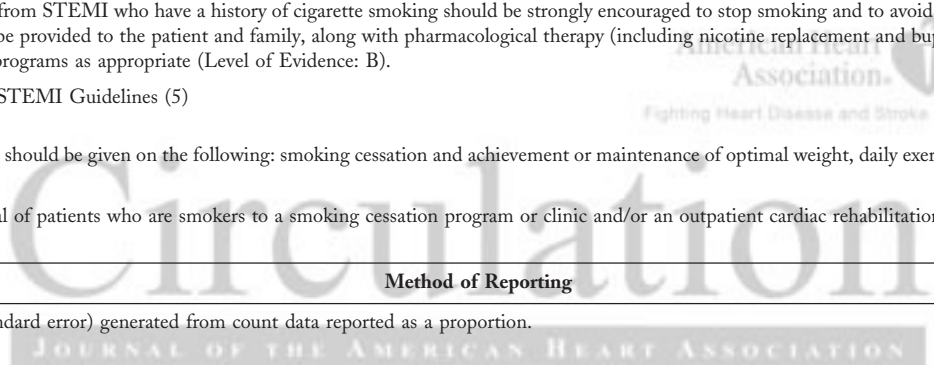 from STEMI who have a history of cigarette smoking should be strongly encouraged to stop smoking and to avoid
be provided to the patient and family, along with pharmacological therapy (including nicotine replacement and bup
programs as appropriate (Level of Evidence: B).
American Heart
Association®
STEMI Guidelines (5)
Fighting Heart Disease and Stroke
should be given on the following: smoking cessation and achievement or maintenance of optimal weight, daily exer
al of patients who are smokers to a smoking cessation program or clinic and/or an outpatient cardiac rehabilitation
Circulation
Method of Reporting
ndard error) generated from count data reported as a proportion.
JOURNAL OF THE AMERICAN HEART ASSOCIATION